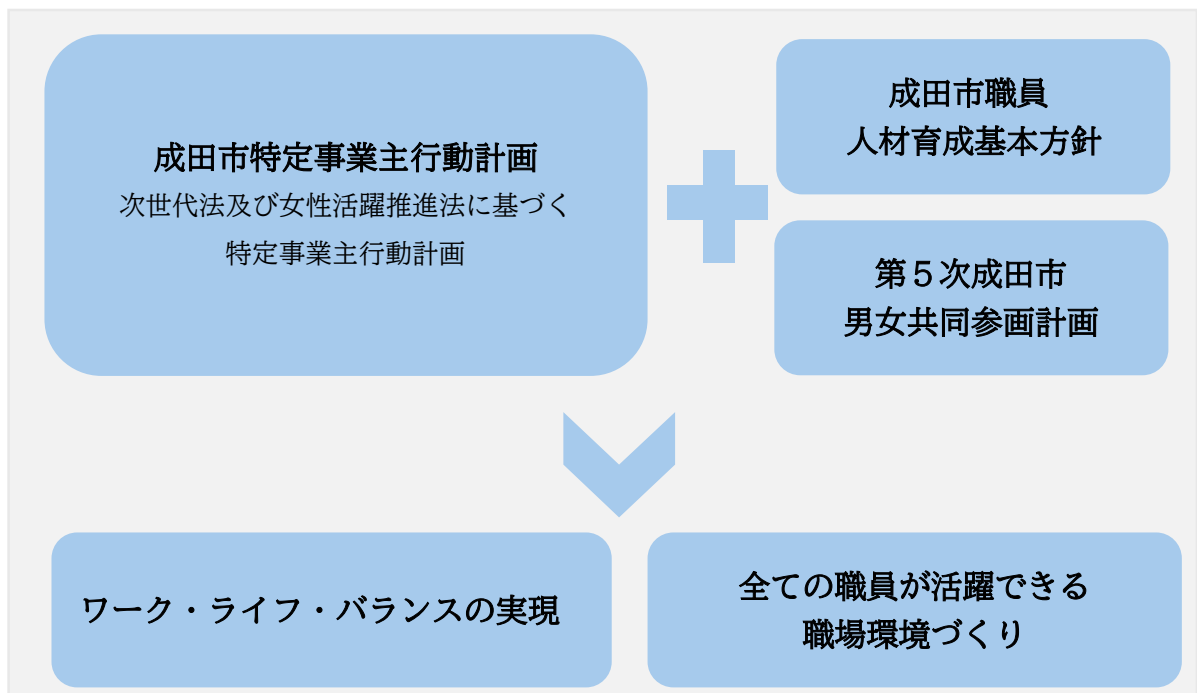 成田市特定事業主行動計画
次世代法及び女性活躍推進法に基づく
特定事業主行動計画
成田市職員
人材育成基本方針
第５次成田市
男女共同参画計画
ワーク・ライフ・バランスの実現
全ての職員が活躍できる
職場環境づくり